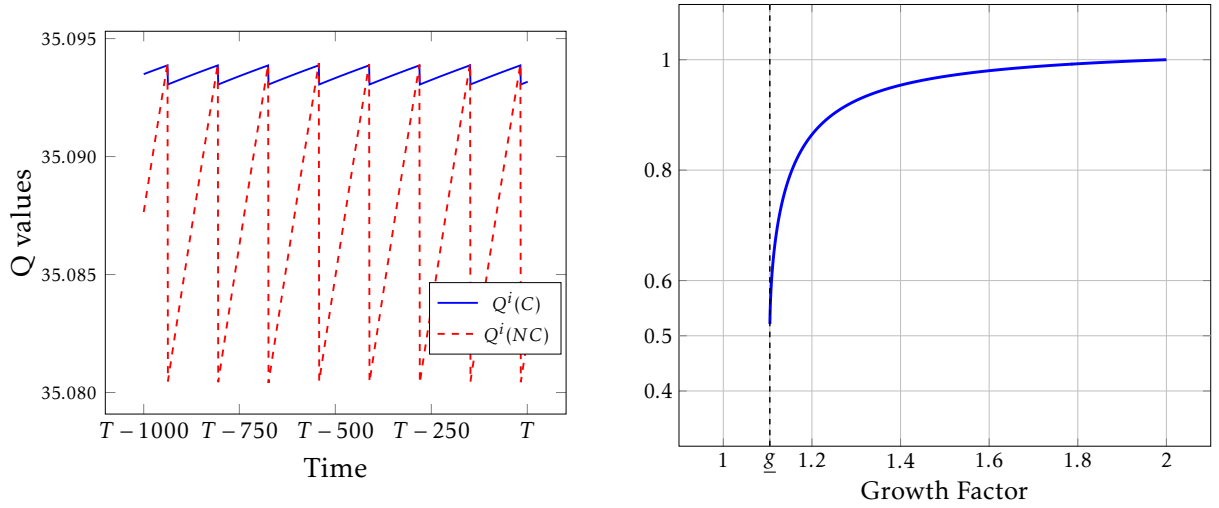 35.095
35.090
35.085
35.080
Q values
Q^i(C)
Q^i(NC)
T − 1000 T − 750 T − 500 T − 250 T
Time
1
0.8
0.6
0.5
0.4
1 g 1.2 1.4 1.6 1.8 2
Growth Factor